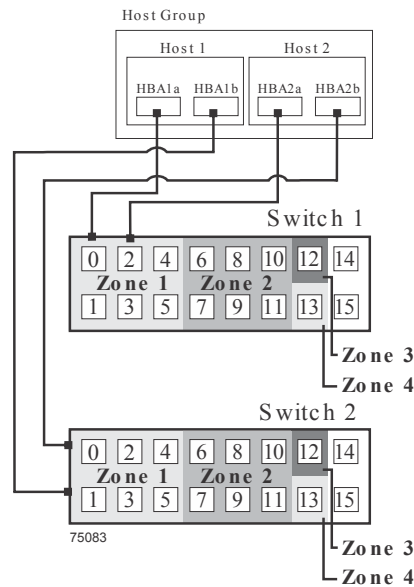 Host Group
Host 1 Host 2
HBA1a HBA1b HBA2a HBA2b
Switch 1
0 2 4 6 8 10 12 14
Zone 1 Zone 2
1 3 5 7 9 11 13 15
Zone 3
Zone 4
Switch 2
0 2 4 6 8 10 12 14
Zone 1 Zone 2
1 3 5 7 9 11 13 15
75083
Zone 3
Zone 4